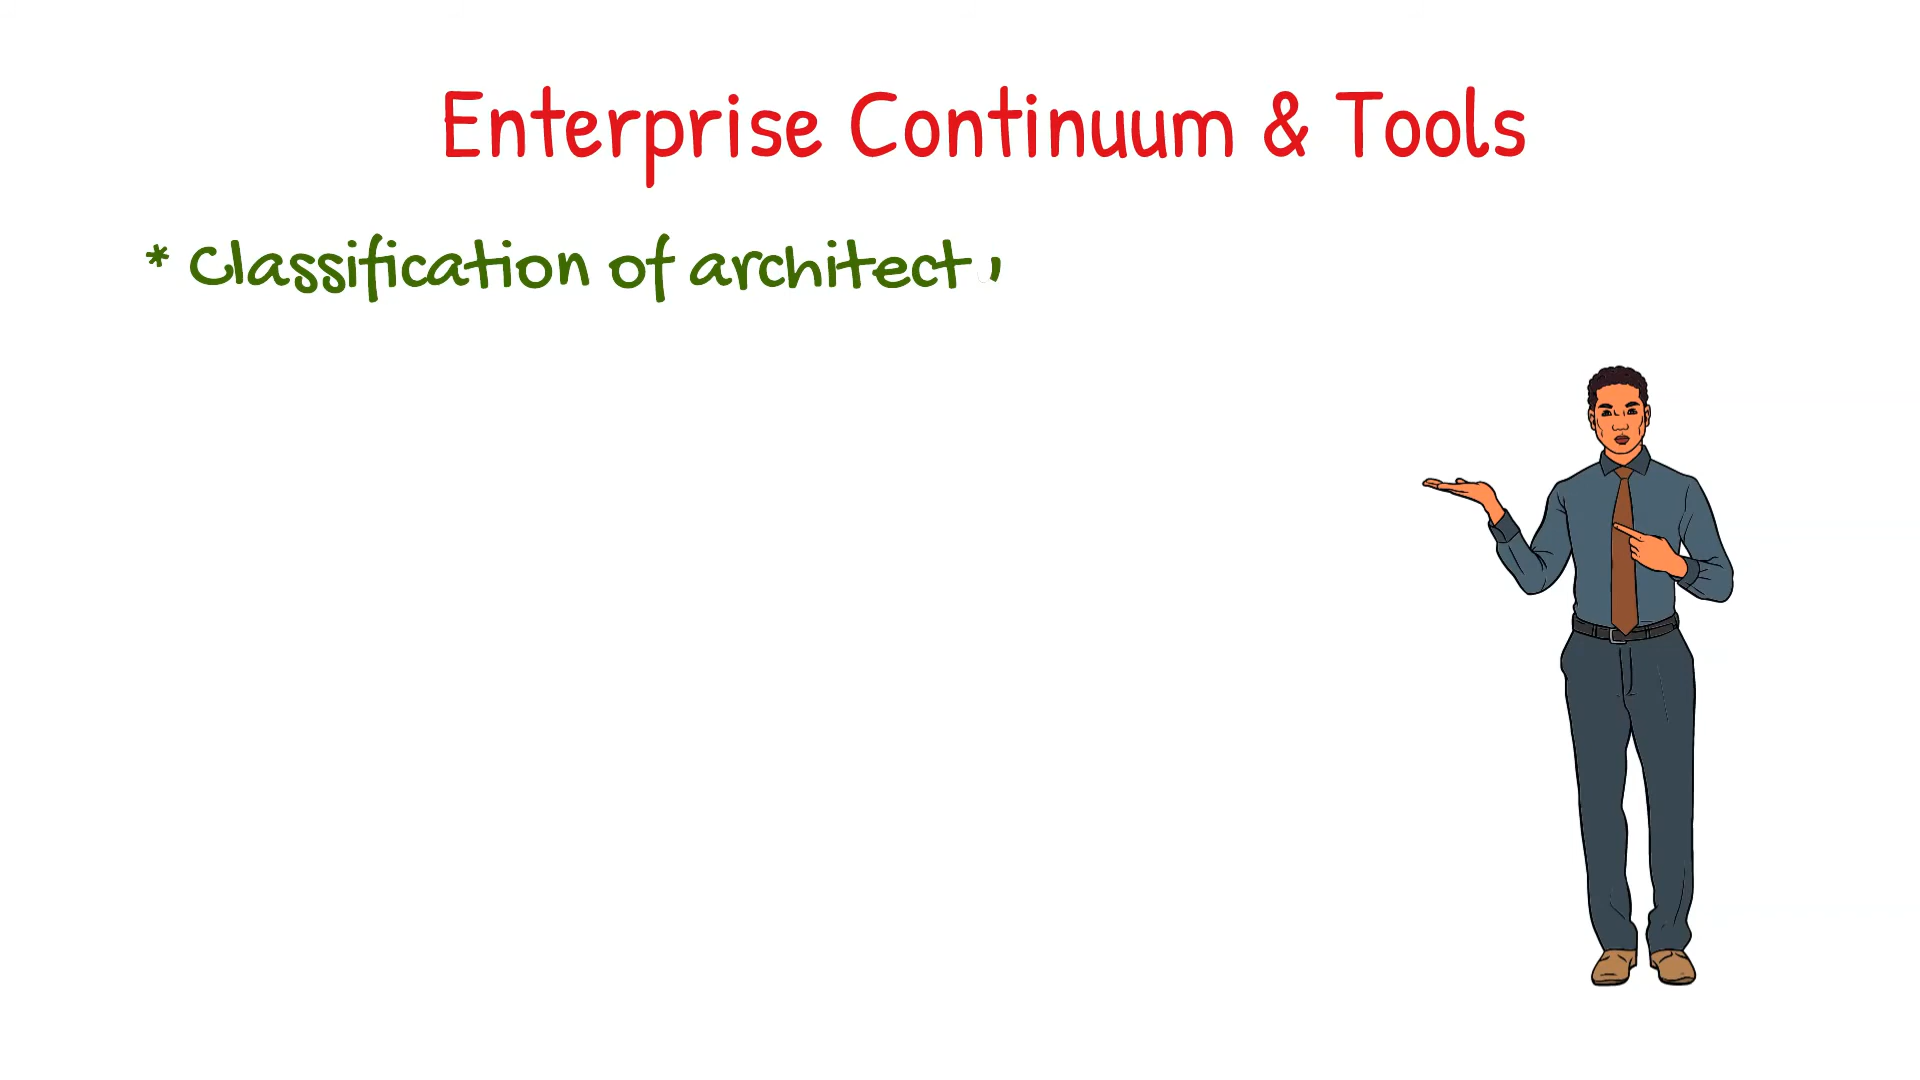 Enterprise Continuum & Tools
* Classification of architect